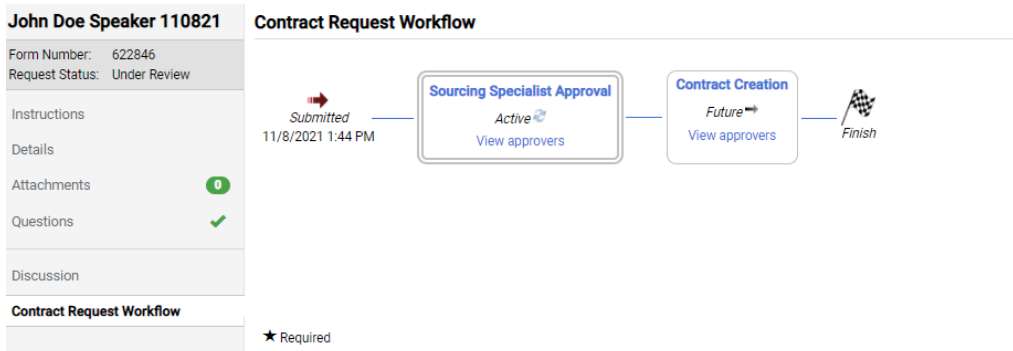 John Doe Speaker 110821
Form Number: 622846
Request Status: Under Review
Instructions
Details
Attachments 0
Questions
Discussion
Contract Request Workflow
Contract Request Workflow
Submitted
11/8/2021 1:44 PM
Sourcing Specialist Approval
Active
View approvers
Contract Creation
Future
View approvers
Finish
★ Required